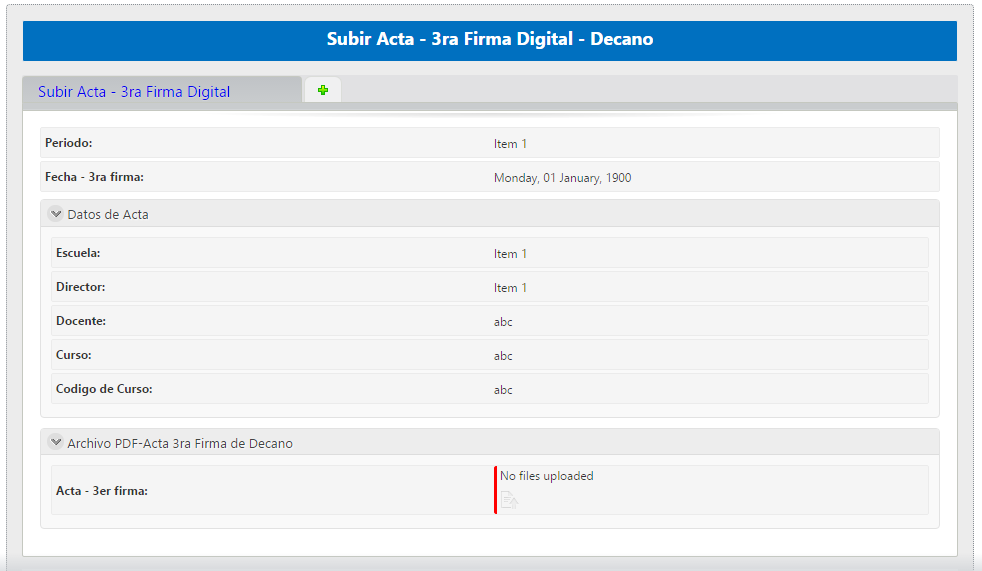 Subir Acta - 3ra Firma Digital - Decano
Subir Acta - 3ra Firma Digital
Periodo: Item 1
Fecha - 3ra firma: Monday, 01 January, 1900
Datos de Acta
Escuela: Item 1
Director: Item 1
Docente: abc
Curso: abc
Codigo de Curso: abc
Archivo PDF-Acta 3ra Firma de Decano
No files uploaded
Acta - 3er firma: